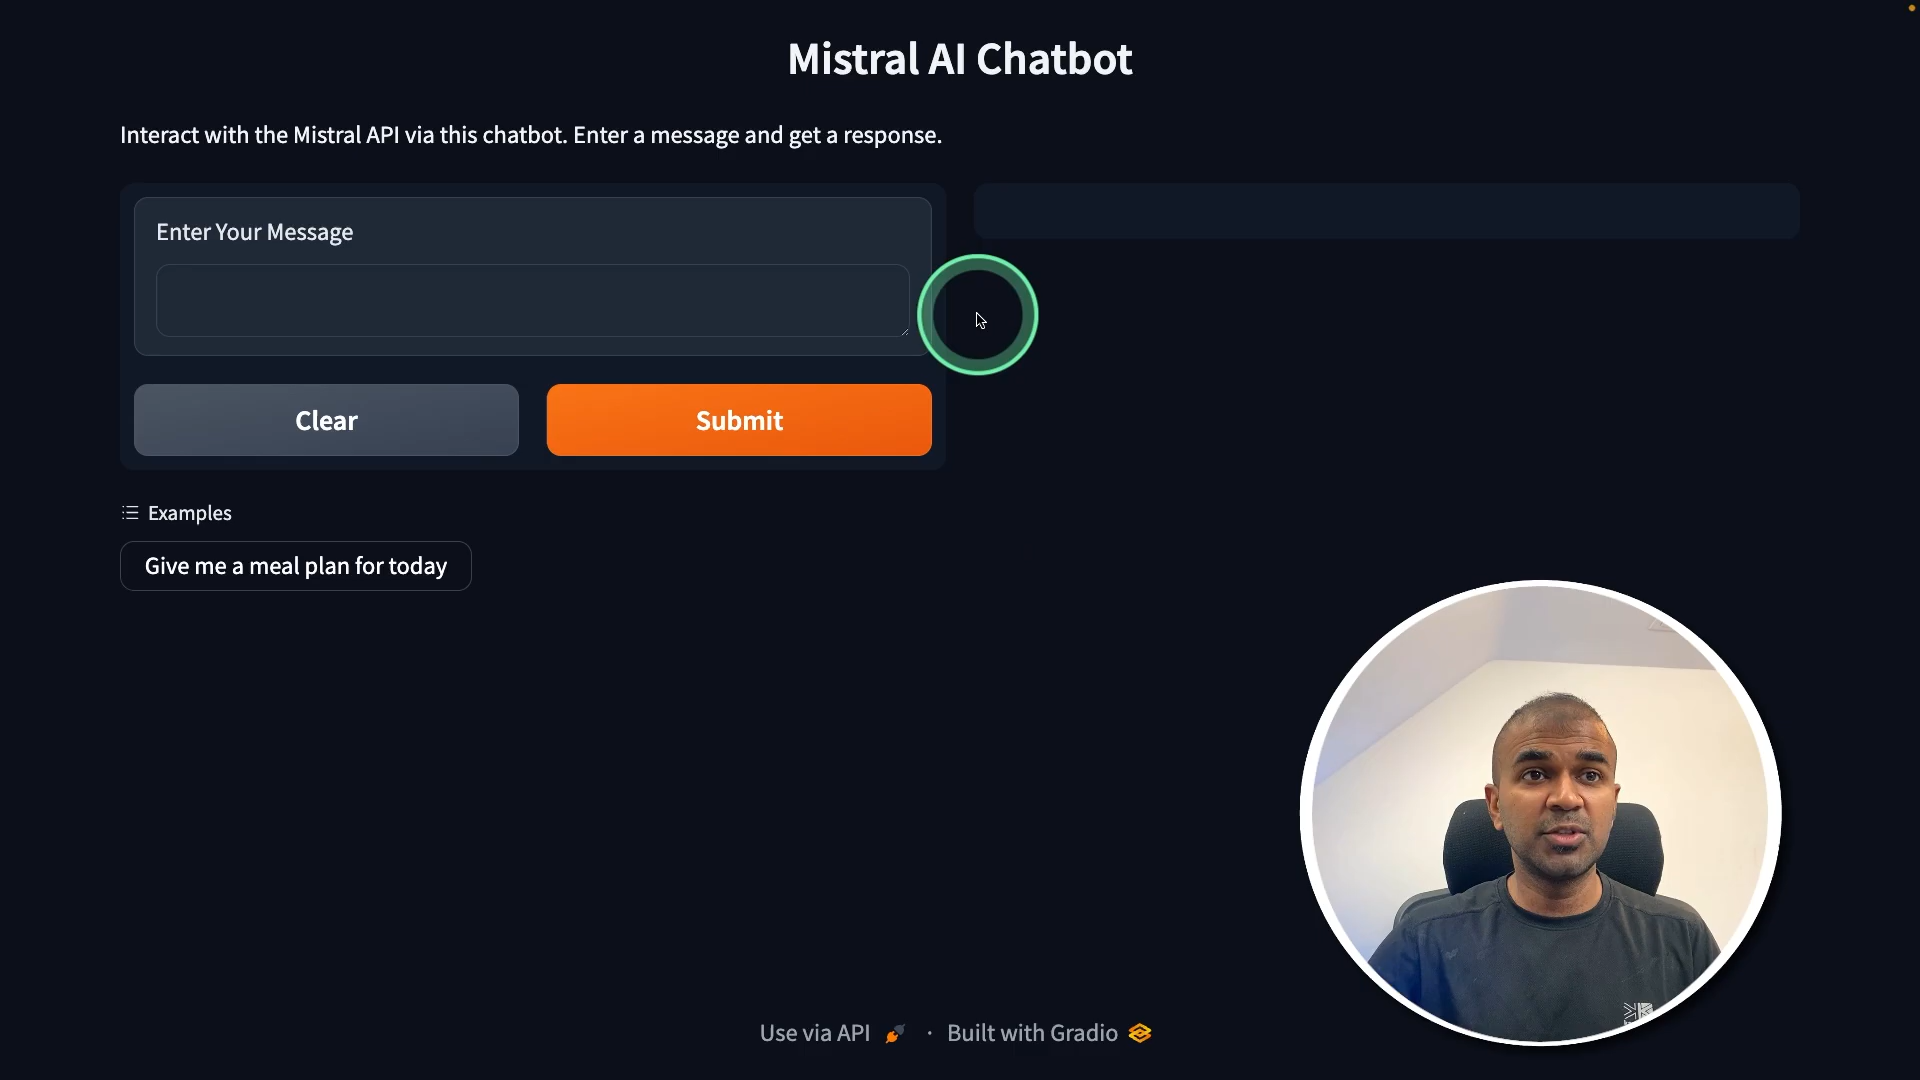 Mistral AI Chatbot
Interact with the Mistral API via this chatbot. Enter a message and get a response.
Enter Your Message
Clear
Submit
Examples
Give me a meal plan for today
Use via API · Built with Gradio